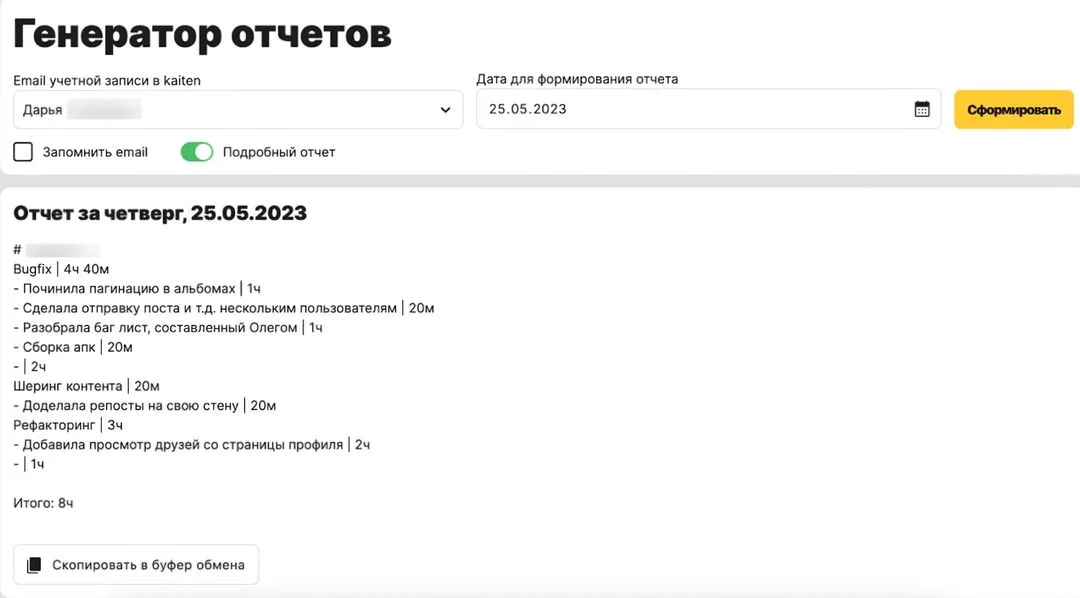 Генератор отчетов
Email учетной записи в kaiten
Дата для формирования отчета
Дарья
25.05.2023
Сформировать
Запомнить email
Подробный отчет
Отчет за четверг, 25.05.2023
#
Bugfix | 4ч 40м
- Починила пагинацию в альбомах | 1ч
- Сделала отправку поста и т.д. нескольким пользователям | 20м
- Разобрала баг лист, составленный Олегом | 1ч
- Сборка апк | 20м
- | 2ч
Шеринг контента | 20м
- Доделала репосты на свою стену | 20м
Рефакторинг | 3ч
- Добавила просмотр друзей со страницы профиля | 2ч
- | 1ч
Итого: 8ч
Скопировать в буфер обмена